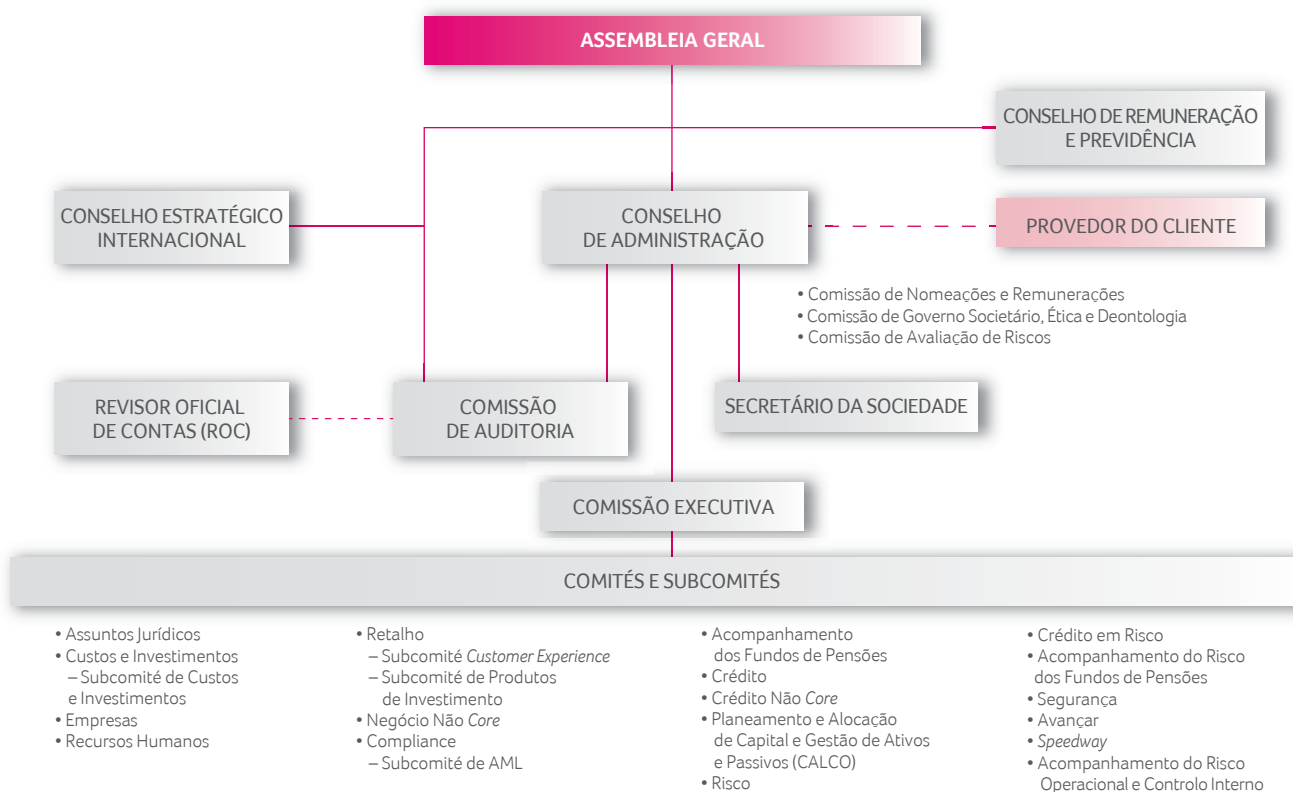 ASSEMBLEIA GERAL
CONSELHO DE REMUNERAÇÃO
E PREVIDÊNCIA
CONSELHO ESTRATÉGICO
INTERNACIONAL
CONSELHO
DE ADMINISTRAÇÃO
PROVEDOR DO CLIENTE
• Comissão de Nomeações e Remunerações
• Comissão de Governo Societário, Ética e Deontologia
• Comissão de Avaliação de Riscos
REVISOR OFICIAL
DE CONTAS (ROC)
COMISSÃO
DE AUDITORIA
SECRETÁRIO DA SOCIEDADE
COMISSÃO EXECUTIVA
COMITÉS E SUBCOMITÉS
• Assuntos Jurídicos
• Custos e Investimentos
– Subcomité de Custos
e Investimentos
• Empresas
• Recursos Humanos
• Retalho
– Subcomité Customer Experience
– Subcomité de Produtos
de Investimento
• Negócio Não Core
• Compliance
– Subcomité de AML
• Acompanhamento
dos Fundos de Pensões
• Crédito
• Crédito Não Core
• Planeamento e Alocação
de Capital e Gestão de Ativos
e Passivos (CALCO)
• Risco
• Crédito em Risco
• Acompanhamento do Risco
dos Fundos de Pensões
• Segurança
• Avançar
• Speedway
• Acompanhamento do Risco
Operacional e Controlo Interno